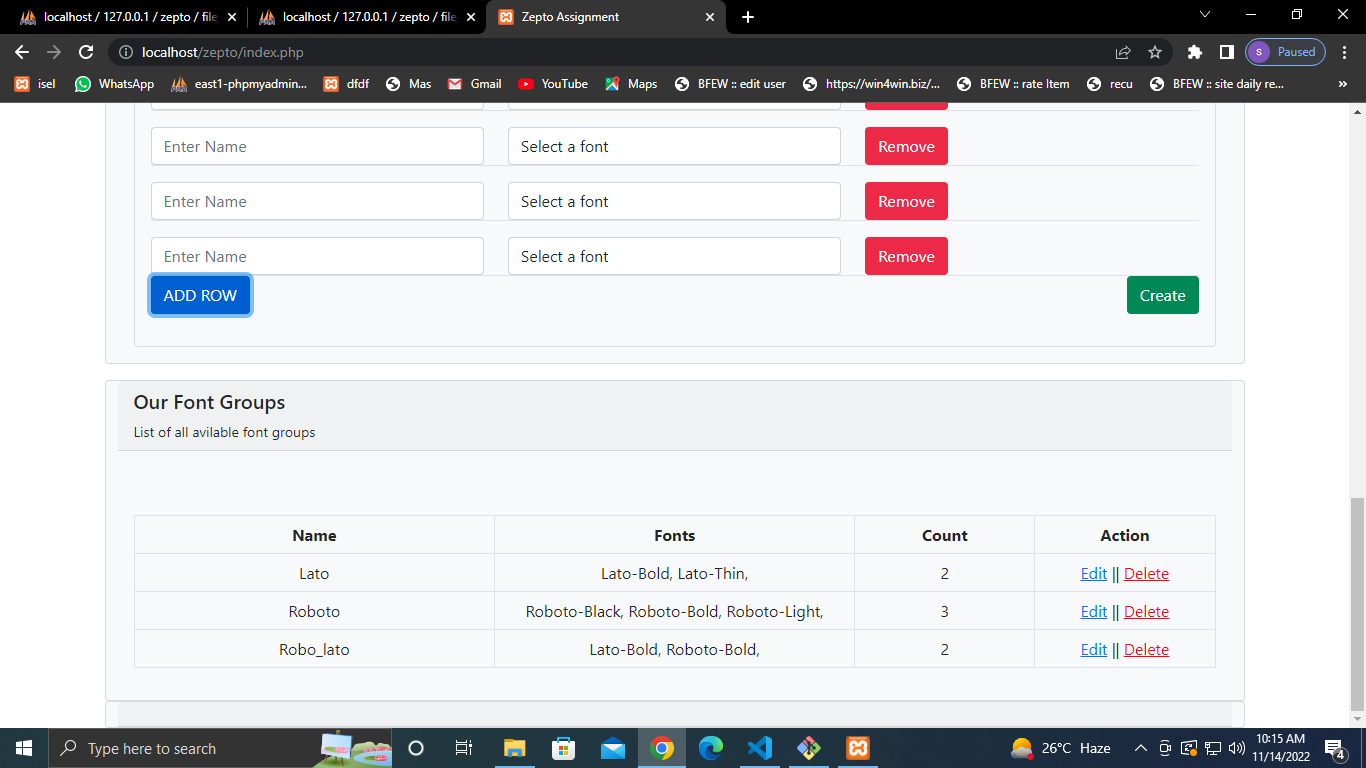 localhost / 127.0.0.1 / zepto / file
localhost / 127.0.0.1 / zepto / file
Zepto Assignment
localhost/zepto/index.php
S Paused
isel WhatsApp east1-phpmyadmin... dfdf Mas Gmail YouTube Maps BFEW :: edit user https://win4win.biz/... BFEW :: rate Item recu BFEW :: site daily re... »
Enter Name Select a font Remove
Enter Name Select a font Remove
Enter Name Select a font Remove
ADD ROW Create
Our Font Groups
List of all avilable font groups
Name Fonts Count Action
Lato Lato-Bold, Lato-Thin, 2 Edit || Delete
Roboto Roboto-Black, Roboto-Bold, Roboto-Light, 3 Edit || Delete
Robo_lato Lato-Bold, Roboto-Bold, 2 Edit || Delete
Type here to search
26°C Haze
10:15 AM
11/14/2022
4